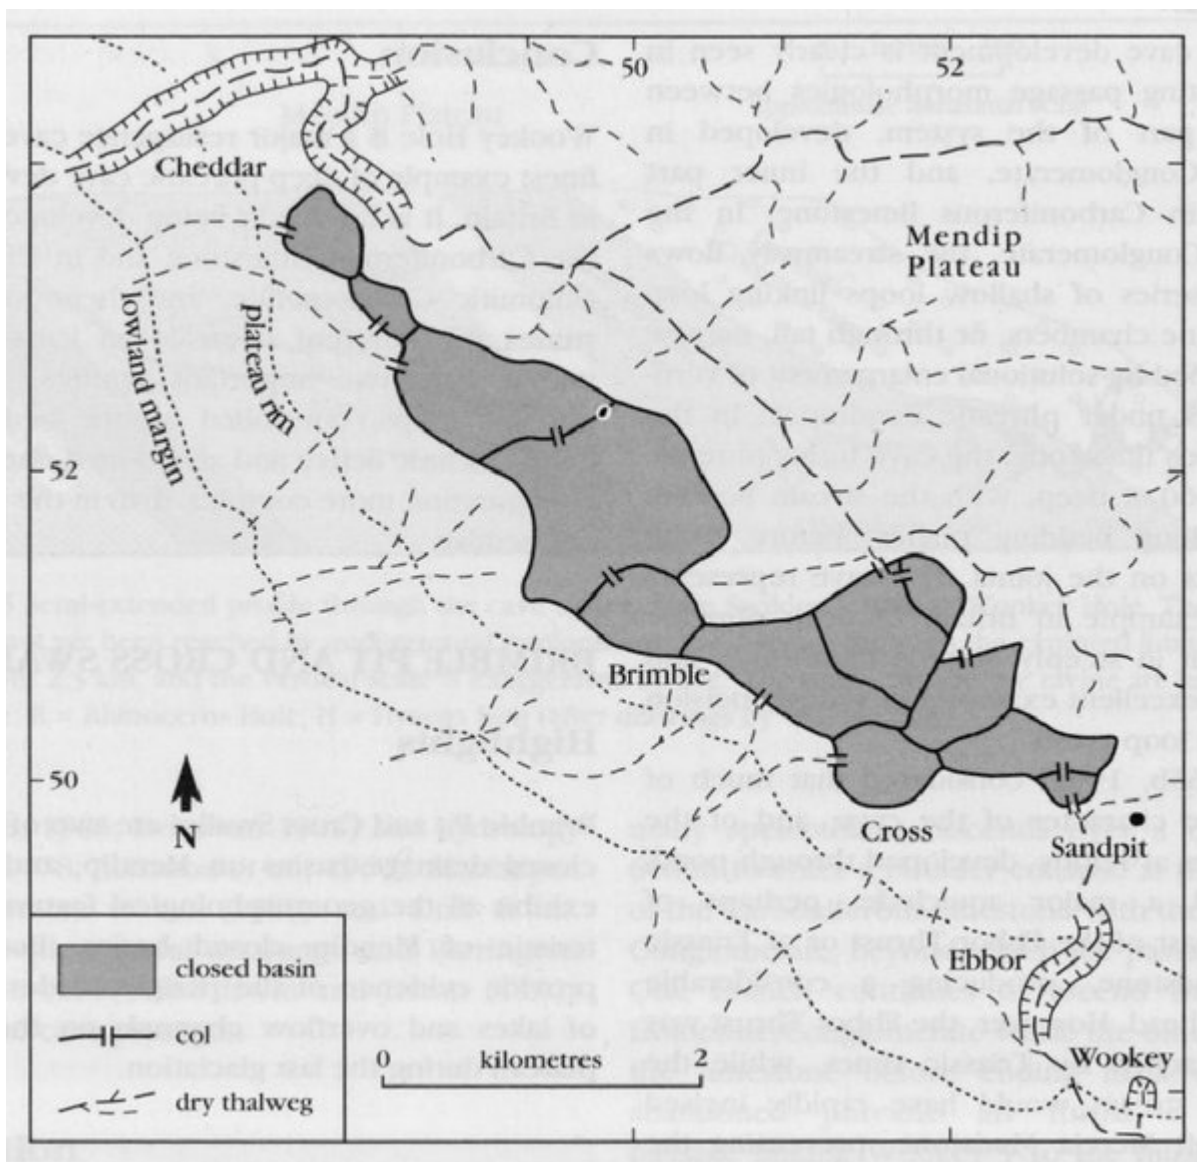 50
52
Cheddar
Mendip
Plateau
lowland margin
plateau rim
52
Brimble
50
N
Cross
Sandpit
Ebbor
closed basin
col
0 kilometres 2
Wookey
dry thalweg